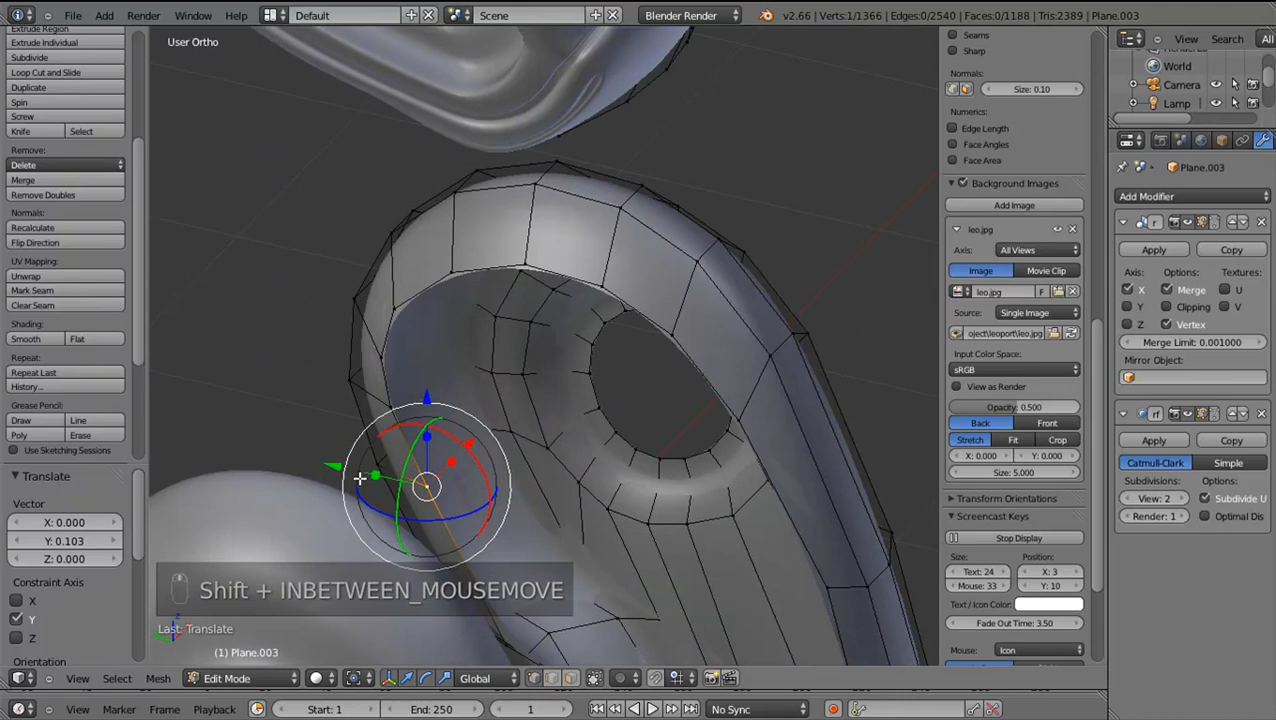 File Add Render Window Help Default Scene Blender Render v2.66 | Verts:1/1366 | Edges:0/2540 | Faces:0/1188 | Tris:2389 | Plane.003
Extrude Region
Extrude Individual
Subdivide
Loop Cut and Slide
Duplicate
Spin
Screw
Knife Select
Remove:
Delete
Merge
Remove Doubles
Normals:
Recalculate
Flip Direction
UV Mapping:
Unwrap
Mark Seam
Clear Seam
Shading:
Smooth Flat
Repeat:
Repeat Last
History...
Grease Pencil:
Draw Line
Poly Erase
Use Sketching Sessions
Translate
Vector
X: 0.000
Y: 0.103
Z: 0.000
Constraint Axis
X
Y
Z
Orientation
User Ortho
Shift + INBETWEEN_MOUSEMOVE
Last: Translate
(1) Plane.003
Seams
Sharp
Normals:
Size: 0.10
Numerics:
Edge Length
Face Angles
Face Area
Background Images
Add Image
leo.jpg
Axis: All Views
Image Movie Clip
leo.jpg F
Source: Single Image
oject\leoport\leo.jpg
Input Color Space:
sRGB
View as Render
Opacity: 0.500
Back Front
Stretch Fit Crop
X: 0.000 Y: 0.000
Size: 5.000
Transform Orientations
Screencast Keys
Stop Display
Size: Position:
Text: 24 X: 3
Mouse: 33 Y: 10
Text / Icon Color:
Fade Out Time: 3.50
Mouse: Icon
View Search All
World
Camera
Lamp
Plane.003
Add Modifier
Apply Copy
Axis: Options: Textures:
X Merge U
Y Clipping V
Z Vertex
Merge Limit: 0.001000
Mirror Object:
Apply Copy
Catmull-Clark Simple
Subdivisions: Options:
View: 2 Subdivide U
Render: 1 Optimal Dis
View Select Mesh Edit Mode Global
View Marker Frame Playback Start: 1 End: 250 1 No Sync